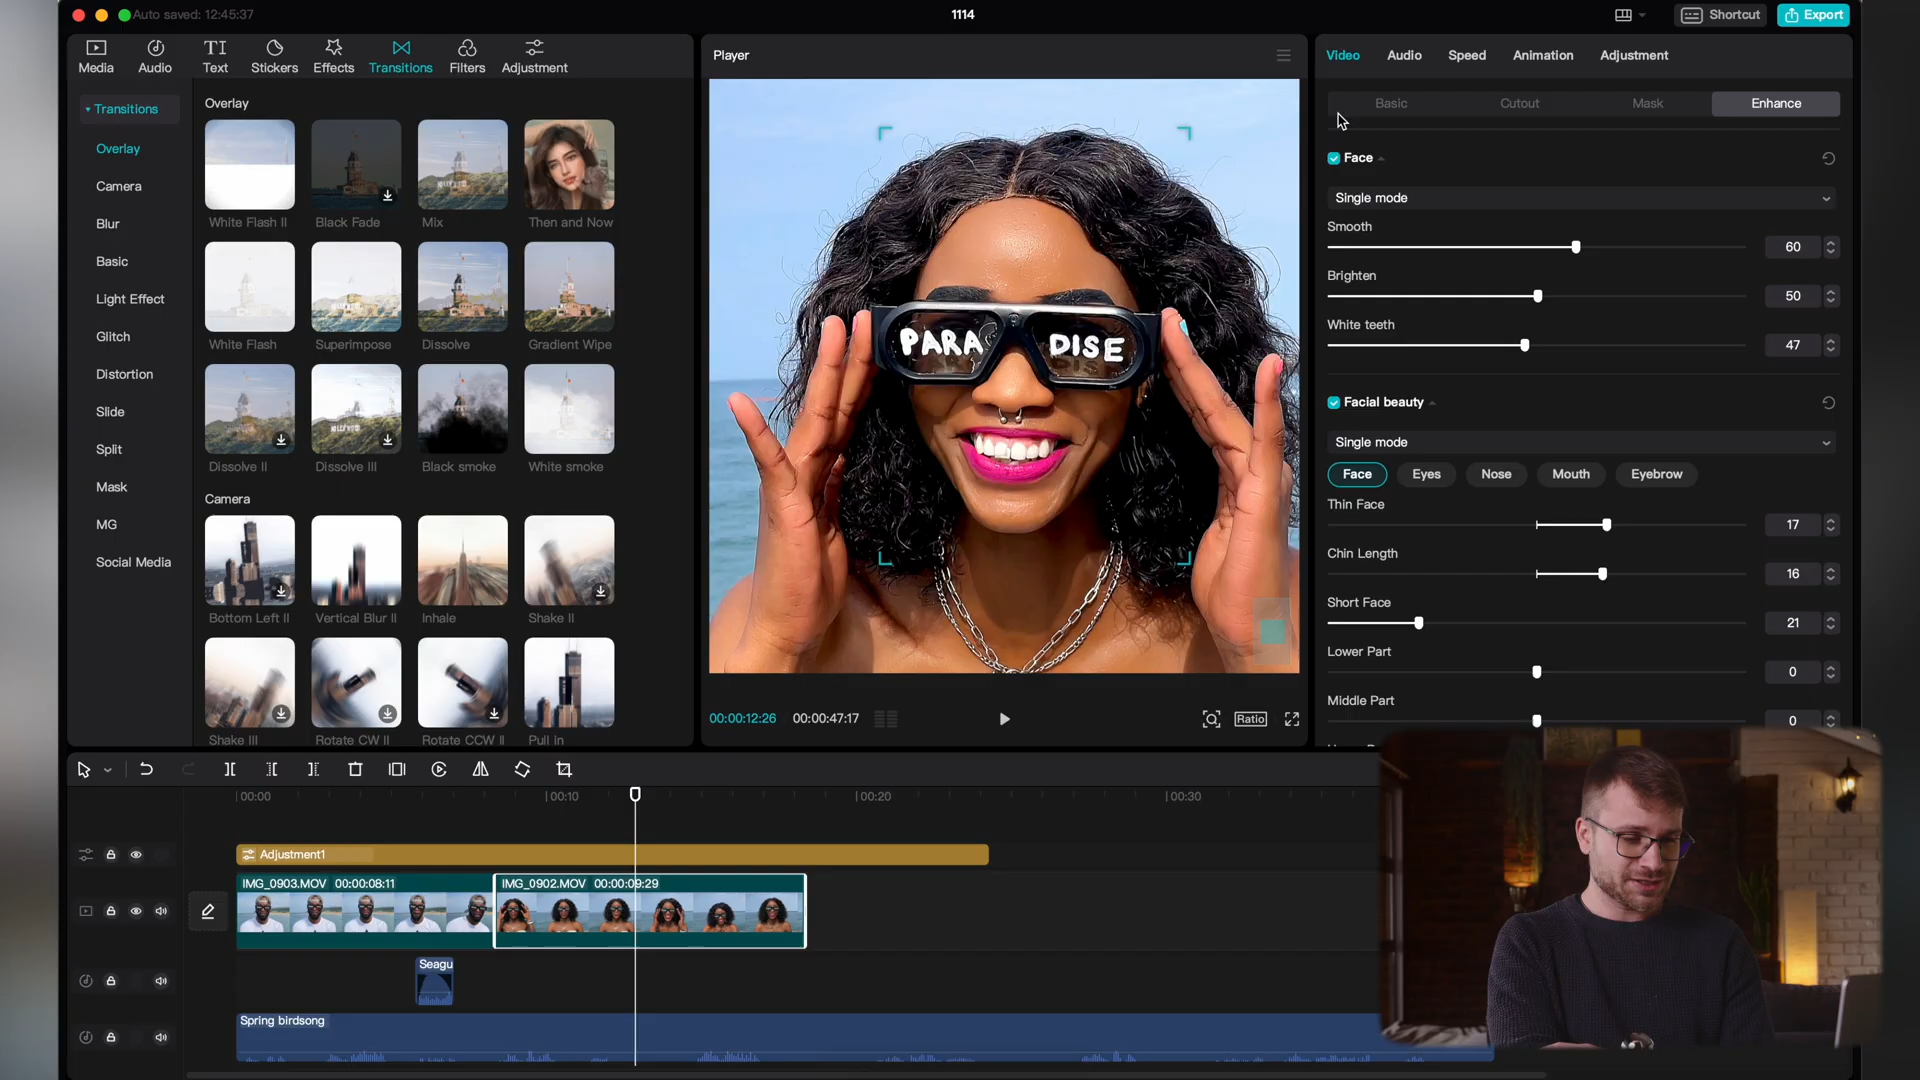 Auto saved: 12:45:37
1114
Shortcut
Export
Media
Audio
Text
Stickers
Effects
Transitions
Filters
Adjustment
Transitions
Overlay
Camera
Blur
Basic
Light Effect
Glitch
Distortion
Slide
Split
Mask
MG
Social Media
Overlay
White Flash II
Black Fade
Mix
Then and Now
White Flash
Superimpose
Dissolve
Gradient Wipe
Dissolve II
Dissolve III
Black smoke
White smoke
Camera
Bottom Left II
Vertical Blur II
Inhale
Shake II
Shake III
Rotate CW II
Rotate CCW II
Pull in
Player
PARA DISE
00:00:12:26
00:00:47:17
Ratio
Video
Audio
Speed
Animation
Adjustment
Basic
Cutout
Mask
Enhance
Face
Single mode
Smooth
60
Brighten
50
White teeth
47
Facial beauty
Single mode
Face
Eyes
Nose
Mouth
Eyebrow
Thin Face
17
Chin Length
16
Short Face
21
Lower Part
0
Middle Part
0
00:00
00:10
00:20
00:30
Adjustment1
IMG_0903.MOV 00:00:08:11
IMG_0902.MOV 00:00:09:29
Seagu
Spring birdsong